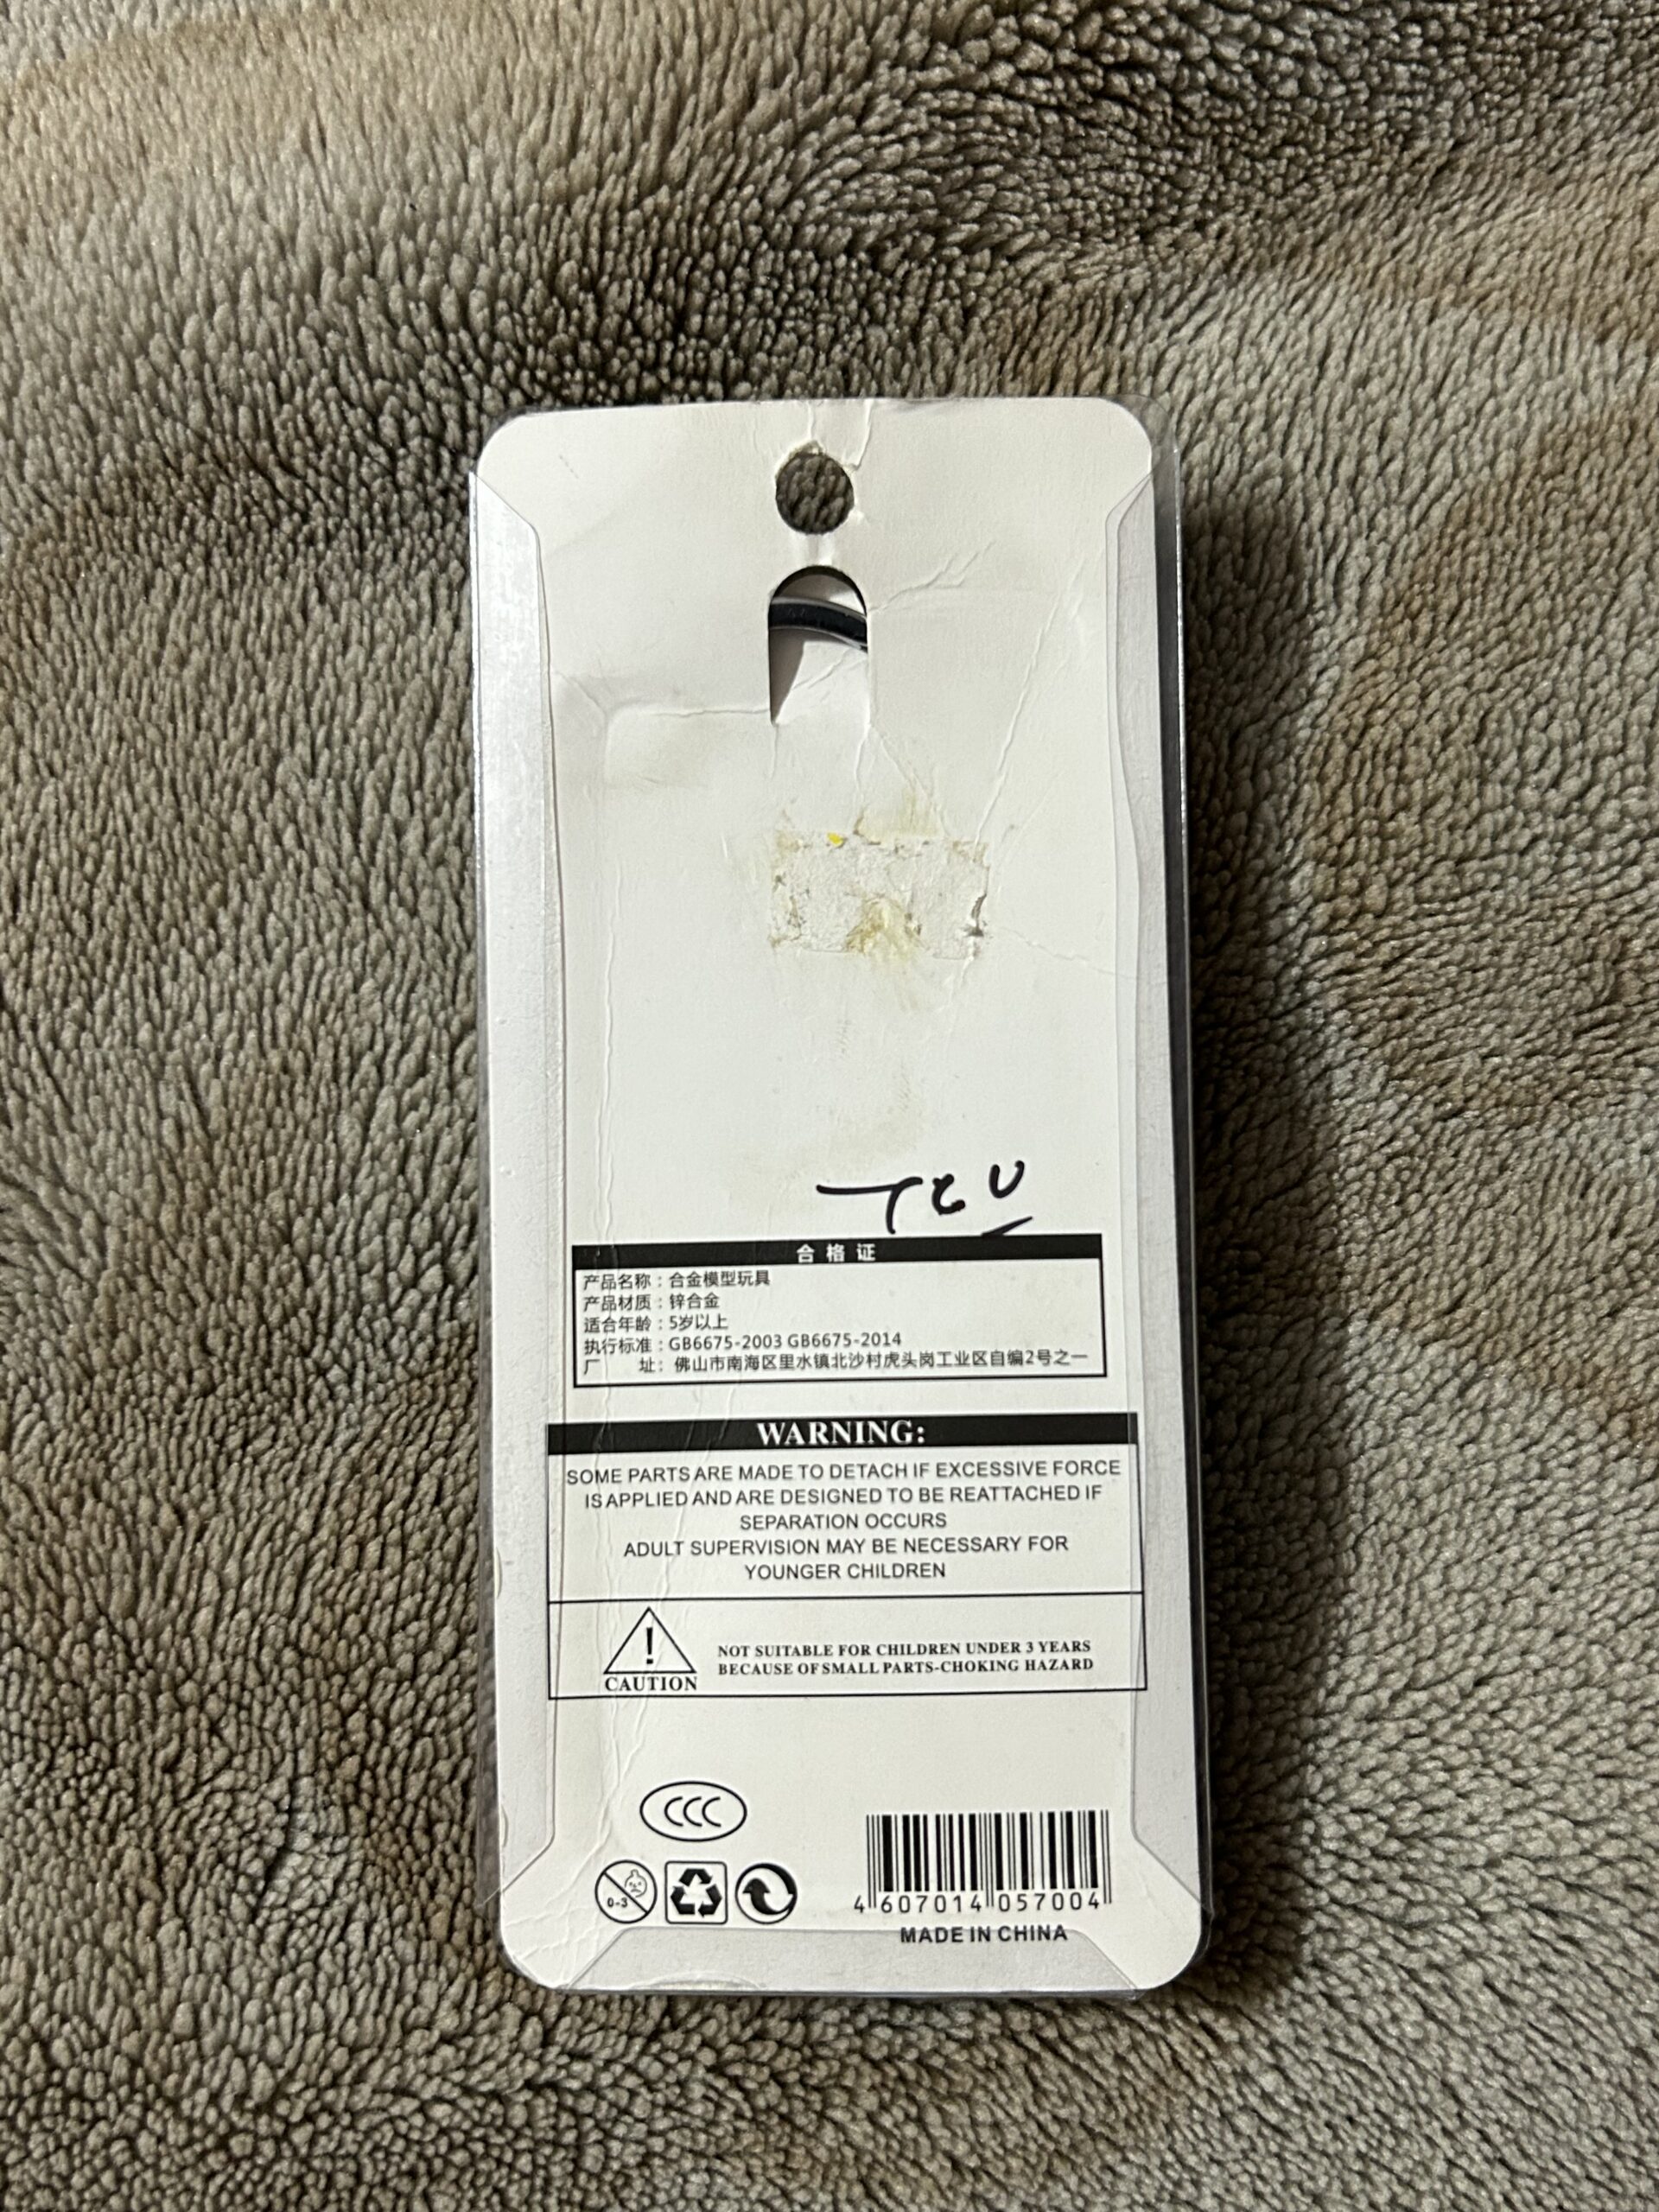 合格证
产品名称：合金模型玩具
产品材质：锌合金
适合年龄：5岁以上
执行标准：GB6675-2003 GB6675-2014
厂 址：佛山市南海区里水镇北沙村虎头岗工业区自编2号之一
WARNING:
SOME PARTS ARE MADE TO DETACH IF EXCESSIVE FORCE
IS APPLIED AND ARE DESIGNED TO BE REATTACHED IF
SEPARATION OCCURS
ADULT SUPERVISION MAY BE NECESSARY FOR
YOUNGER CHILDREN
NOT SUITABLE FOR CHILDREN UNDER 3 YEARS
BECAUSE OF SMALL PARTS-CHOKING HAZARD
CAUTION
CCC
0-3
4 607014 057004
MADE IN CHINA